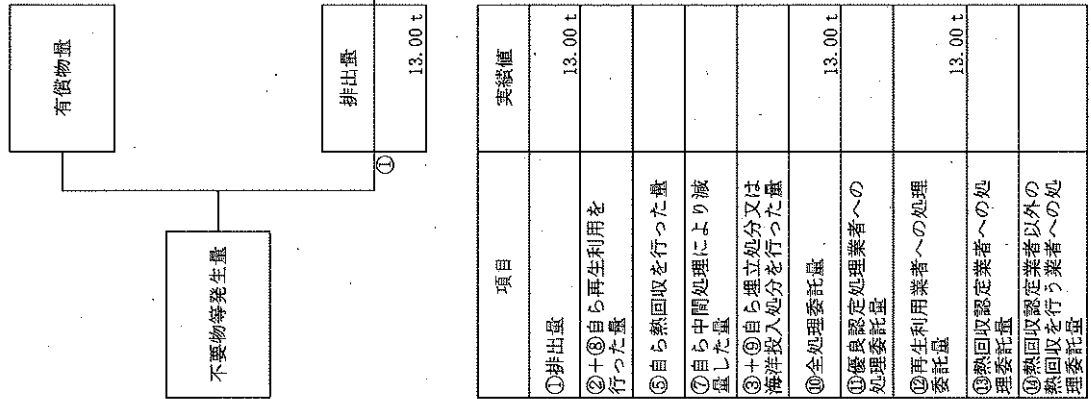 有償物量
不要物等発生量
排出量
①
13.00 t
項目
実績値
①排出量
13.00 t
②+⑧自ら再生利用を
行った量
⑤自ら熱回収を行った量
⑦自ら中間処理により減
量した量
③+⑨自ら埋立処分又は
海洋投入処分を行った量
⑩全処理委託量
13.00 t
⑪優良認定処理業者への
処理委託量
⑫再生利用業者への処理
委託量
13.00 t
⑬熱回収認定業者への処
理委託量
⑭熱回収認定業者以外の
熱回収を行う業者への処
理委託量